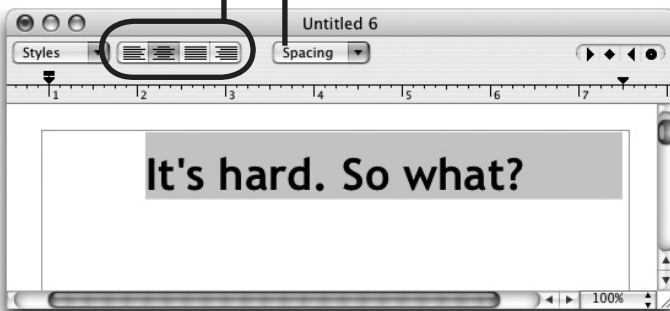 Untitled 6
Styles Spacing
1 2 3 4 5 6 7
It's hard. So what?
100%